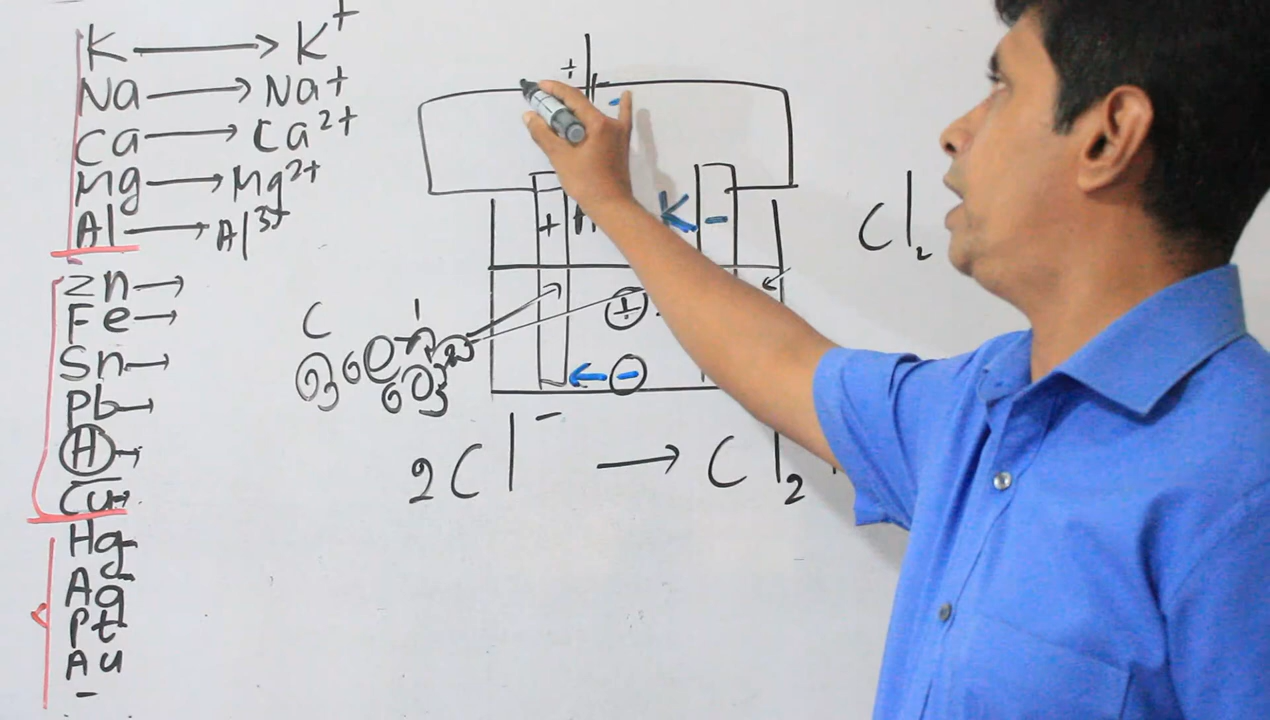 K → K+
Na → Na+
Ca → Ca2+
Mg → Mg2+
Al → Al3+
Zn →
Fe →
Sn →
Pb →
H →
Cu →
Hg
Ag
Pt
Au
+
-
+
K
-
+
-
C
Cl2
2Cl- → Cl2